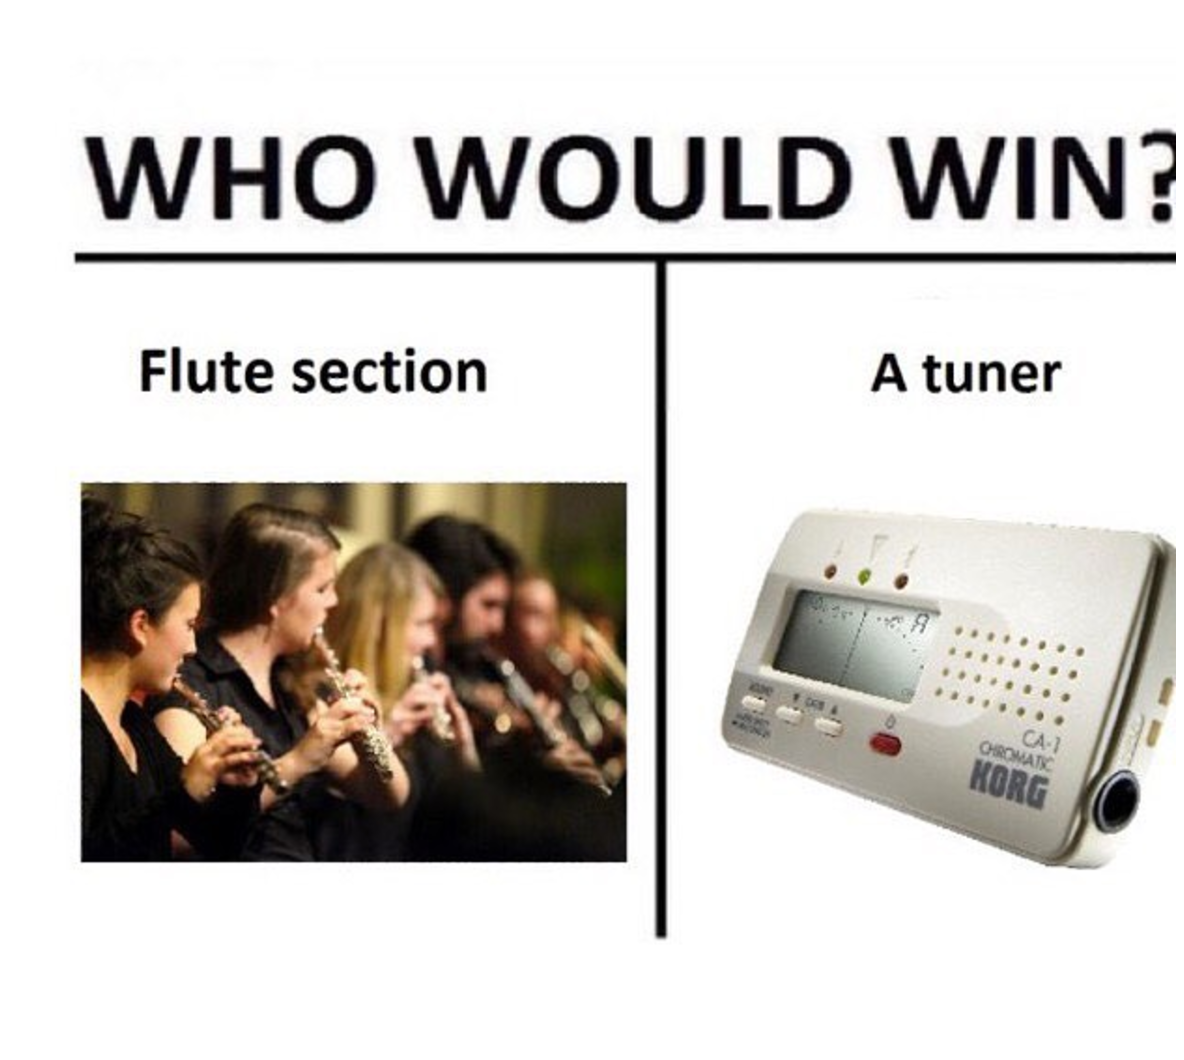 WHO WOULD WIN?
Flute section
A tuner
CA-1
CHROMATIC
KORG